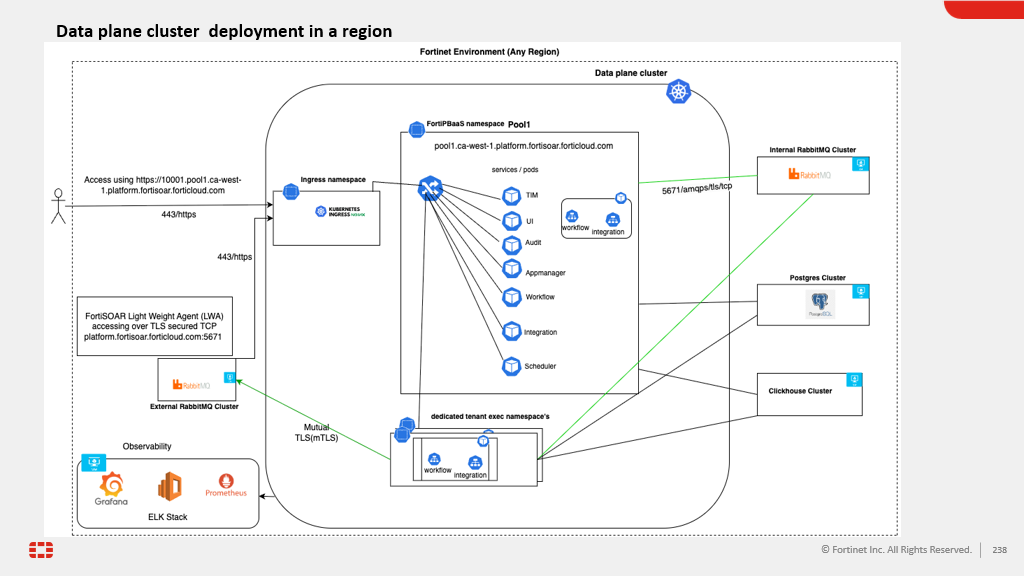 Data plane cluster  deployment in a region
Fortinet Environment (Any Region)
Data plane cluster
FortiPBaaS namespace Pool1
pool1.ca-west-1.platform.fortisoar.forticloud.com
services / pods
TIM
UI
Audit
Appmanager
Workflow
Integration
Scheduler
workflow
integration
Access using https://10001.pool1.ca-west-
1.platform.fortisoar.forticloud.com
443/https
Ingress namespace
KUBERNETES
INGRESS NGINX
443/https
FortiSOAR Light Weight Agent (LWA)
accessing over TLS secured TCP
platform.fortisoar.forticloud.com:5671
RabbitMQ
External RabbitMQ Cluster
Mutual
TLS(mTLS)
dedicated tenant exec namespace's
workflow
integration
Observability
Grafana
Prometheus
ELK Stack
Internal RabbitMQ Cluster
RabbitMQ
5671/amqps/tls/tcp
Postgres Cluster
PostgreSQL
Clickhouse Cluster
© Fortinet Inc. All Rights Reserved.
238